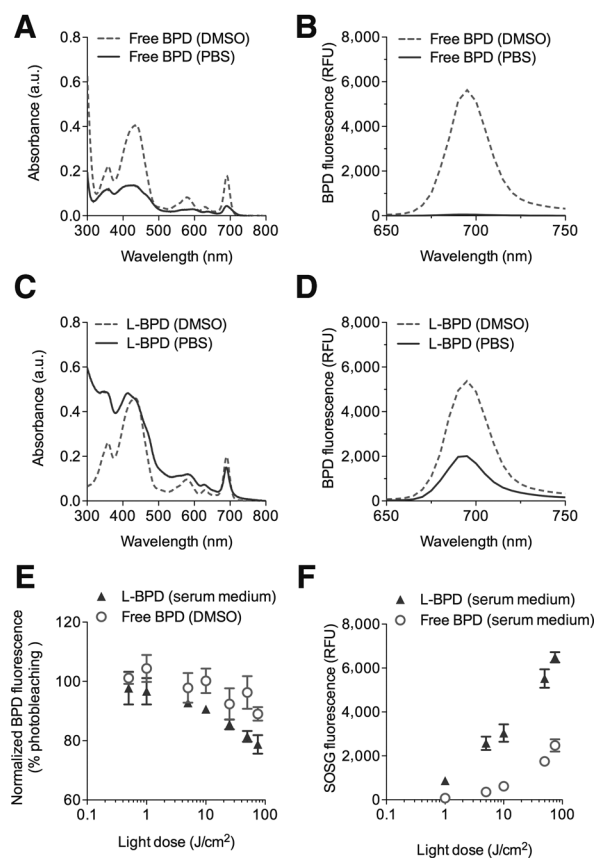 A
Free BPD (DMSO)
Free BPD (PBS)
0.8
0.6
0.4
0.2
0.0
Absorbance (a.u.)
300 400 500 600 700 800
Wavelength (nm)
B
Free BPD (DMSO)
Free BPD (PBS)
8,000
6,000
4,000
2,000
0
BPD fluorescence (RFU)
650 700 750
Wavelength (nm)
C
L-BPD (DMSO)
L-BPD (PBS)
0.8
0.6
0.4
0.2
0.0
Absorbance (a.u.)
300 400 500 600 700 800
Wavelength (nm)
D
L-BPD (DMSO)
L-BPD (PBS)
8,000
6,000
4,000
2,000
0
BPD fluorescence (RFU)
650 700 750
Wavelength (nm)
E
L-BPD (serum medium)
Free BPD (DMSO)
120
100
80
60
Normalized BPD fluorescence
(% photobleaching )
0.1 1 10 100
Light dose (J/cm²)
F
L-BPD (serum medium)
Free BPD (serum medium)
8,000
6,000
4,000
2,000
0
SOSG fluorescence (RFU)
0.1 1 10 100
Light dose (J/cm²)